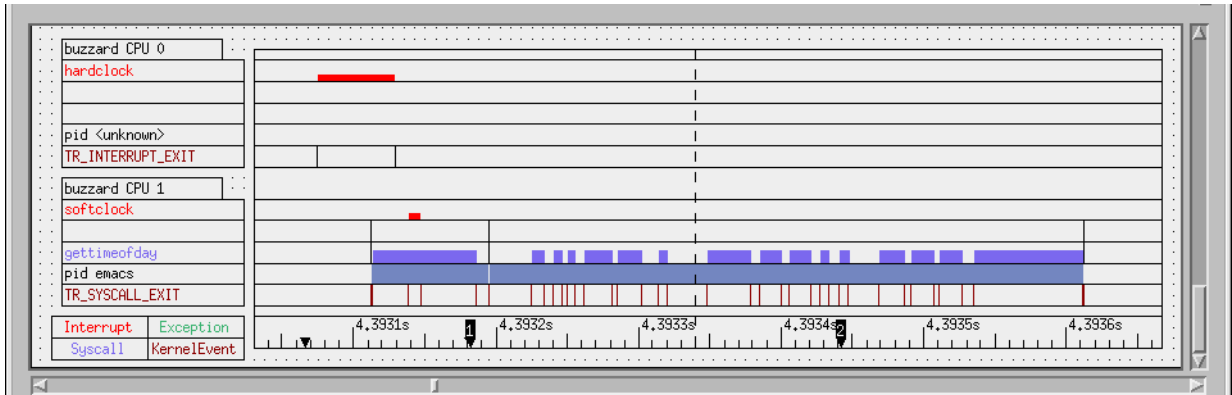 buzzard CPU 0
hardclock
pid <unknown>
TR_INTERRUPT_EXIT
buzzard CPU 1
softclock
gettimeofday
pid emacs
TR_SYSCALL_EXIT
Interrupt Exception
Syscall KernelEvent
4.3931s 1 4.3932s 4.3933s 4.3934s 2 4.3935s 4.3936s